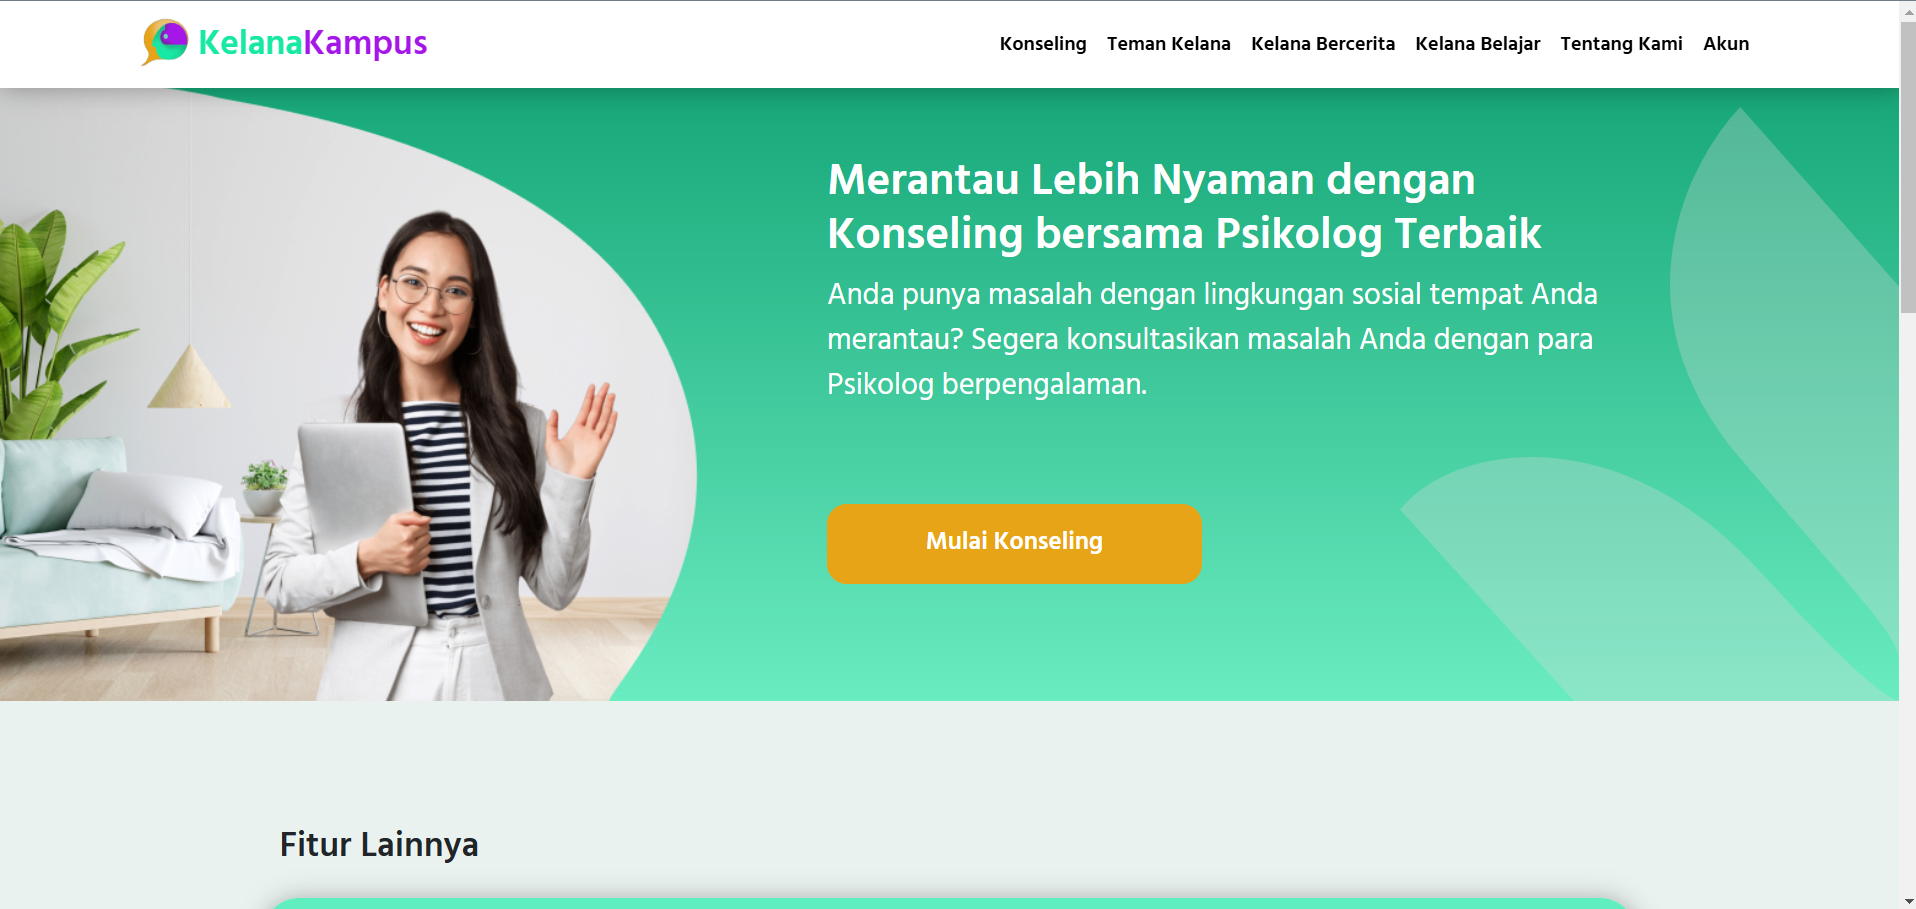 KelanaKampus
Konseling Teman Kelana Kelana Bercerita Kelana Belajar Tentang Kami Akun
Merantau Lebih Nyaman dengan
Konseling bersama Psikolog Terbaik
Anda punya masalah dengan lingkungan sosial tempat Anda
merantau? Segera konsultasikan masalah Anda dengan para
Psikolog berpengalaman.
Mulai Konseling
Fitur Lainnya